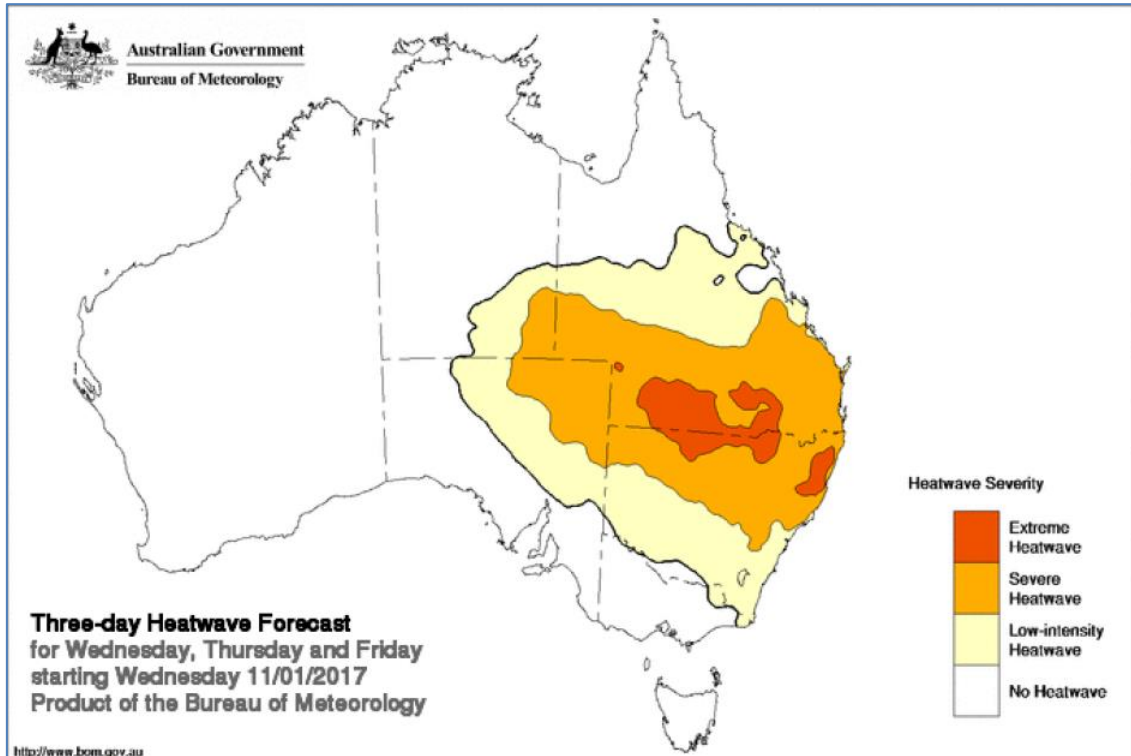 Australian Government
Bureau of Meteorology
Heatwave Severity
Extreme
Heatwave
Severe
Heatwave
Low-intensity
Heatwave
No Heatwave
Three-day Heatwave Forecast
for Wednesday, Thursday and Friday
starting Wednesday 11/01/2017
Product of the Bureau of Meteorology
http://www.bom.gov.au